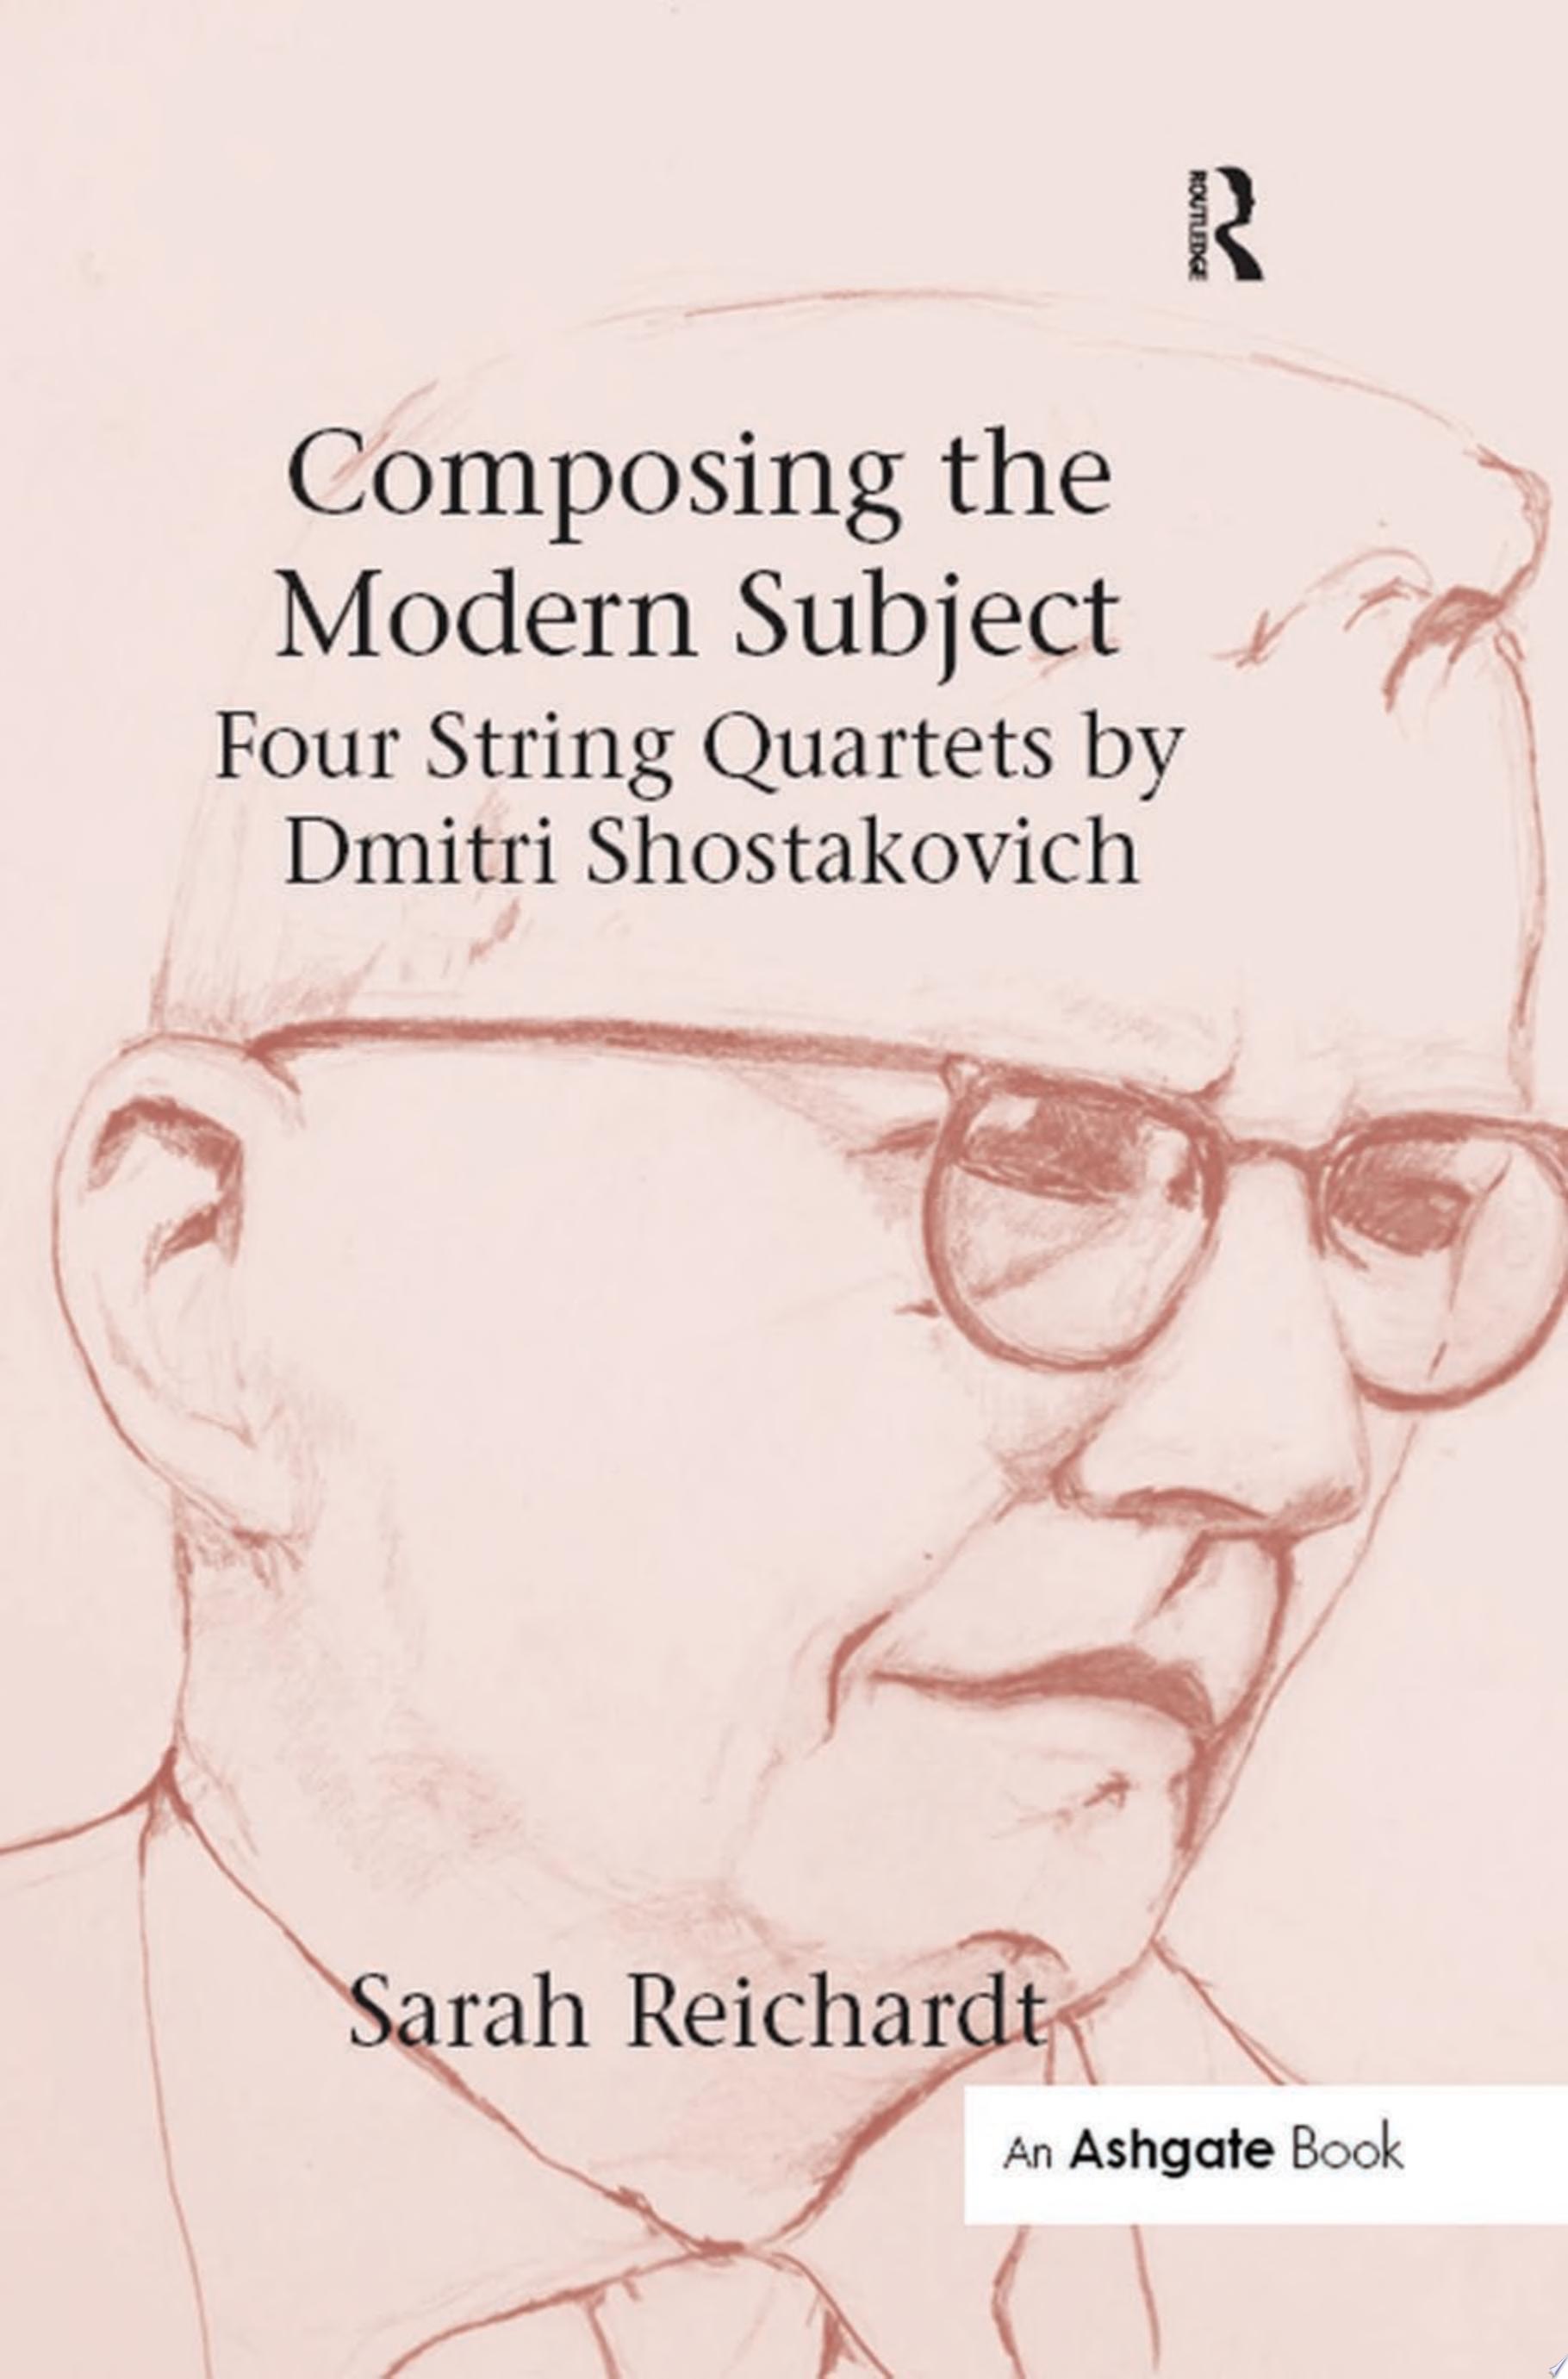 ROUTLEDGE
Composing the
Modern Subject
Four String Quartets by
Dmitri Shostakovich
Sarah Reichardt
An Ashgate Book